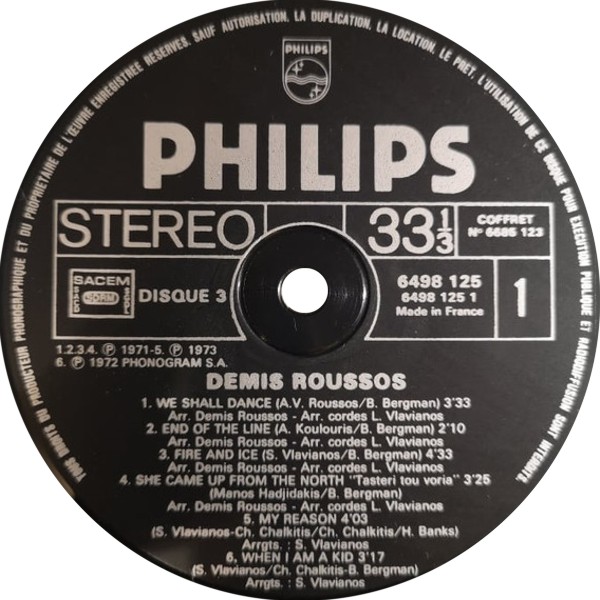 TOUS DROITS DU PRODUCTEUR PHONOGRAPHIQUE ET DU PROPRIETAIRE DE L'ŒUVRE ENREGISTREE RESERVES. SAUF AUTORISATION, LA DUPLICATION, LA LOCATION, LE PRET, L'UTILISATION DE CE DISQUE POUR EXECUTION PUBLIQUE ET RADIODIFFUSION SONT INTERDITS.
PHILIPS
PHILIPS
STEREO
33 1/3
COFFRET
N° 6685 123
SACEM
SACD
SDRM
SGDL
DISQUE 3
6498 125
6498 125 1
Made in France
1
1.2.3.4. ℗ 1971-5. ℗ 1973
6. ℗ 1972 PHONOGRAM S.A.
DEMIS ROUSSOS
1. WE SHALL DANCE (A.V. Roussos/B. Bergman) 3'33
Arr. Demis Roussos - Arr. cordes L. Vlavianos
2. END OF THE LINE (A. Koulouris/B. Bergman) 2'10
Arr. Demis Roussos - Arr. cordes L. Vlavianos
3. FIRE AND ICE (S. Vlavianos/B. Bergman) 4'33
Arr. Demis Roussos - Arr. cordes L. Vlavianos
4. SHE CAME UP FROM THE NORTH "Tasteri tou voria" 3'25
(Manos Hadjidakis/B. Bergman)
Arr. Demis Roussos - Arr. cordes L. Vlavianos
5. MY REASON 4'03
(S. Vlavianos-Ch. Chalkitis/Ch. Chalkitis/H. Banks)
Arrgts. : S. Vlavianos
6. WHEN I AM A KID 3'17
(S. Vlavianos/Ch. Chalkitis-B. Bergman)
Arrgts. : S. Vlavianos